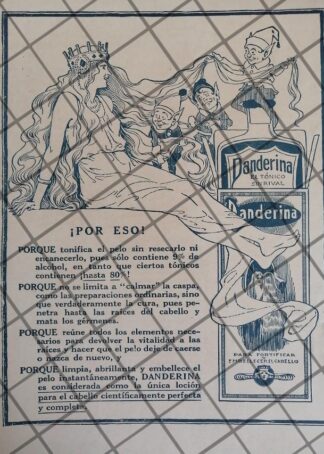 Danderina
EL TÓNICO
SIN RIVAL
Danderina
¡POR ESO!
PORQUE tonifica el pelo sin resecarlo ni
encanecerlo, pues sólo contiene 9% de
alcohol, en tanto que ciertos tónicos
contienen ¡hasta 80%!
PORQUE no se limita a "calmar" la caspa,
como las preparaciones ordinarias, sino
que verdaderamente la cura, pues pe-
netra hasta las raíces del cabello y
mata los gérmenes.
PORQUE reúne todos los elementos nece-
sarios para devolver la vitalidad a las
raíces y hacer que el pelo deje de caerse
o nazca de nuevo, y
PORQUE limpia, abrillanta y embellece el
pelo instantáneamente, DANDERINA
es considerada como la única loción
para el cabello científicamente perfecta
y completa.
PARA FORTIFICAR
Y
EMBELLECER EL CABELLO